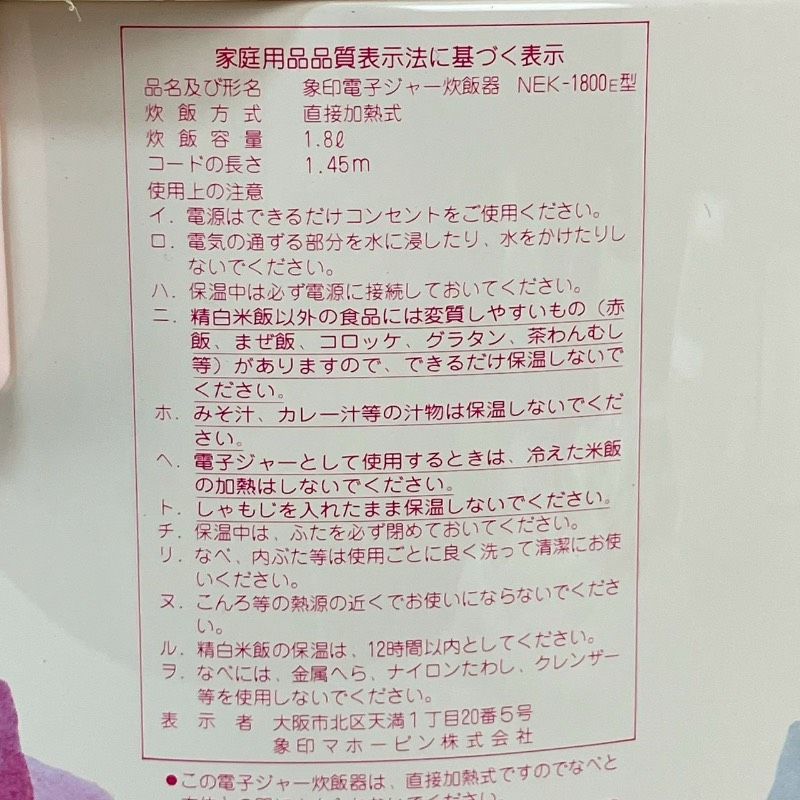 家庭用品品質表示法に基づく表示
品名及び形名 象印電子ジャー炊飯器 NEK-1800E型
炊飯方式 直接加熱式
炊飯容量 1.8ℓ
コードの長さ 1.45m
使用上の注意
イ. 電源はできるだけコンセントをご使用ください。
ロ. 電気の通ずる部分を水に浸したり、水をかけたりし
ないでください。
ハ. 保温中は必ず電源に接続しておいてください。
ニ. 精白米飯以外の食品には変質しやすいもの（赤
飯、まぜ飯、コロッケ、グラタン、茶わんむし
等）がありますので、できるだけ保温しないで
ください。
ホ. みそ汁、カレー汁等の汁物は保温しないでくだ
さい。
ヘ. 電子ジャーとして使用するときは、冷えた米飯
の加熱はしないでください。
ト. しゃもじを入れたまま保温しないでください。
チ. 保温中は、ふたを必ず閉めておいてください。
リ. なべ、内ぶた等は使用ごとに良く洗って清潔にお使
いください。
ヌ. こんろ等の熱源の近くでお使いにならないでくださ
い。
ル. 精白米飯の保温は、12時間以内としてください。
ヲ. なべには、金属へら、ナイロンたわし、クレンザー
等を使用しないでください。
表示者 大阪市北区天満1丁目20番5号
象印マホービン株式会社
●この電子ジャー炊飯器は、直接加熱式ですのでなべと